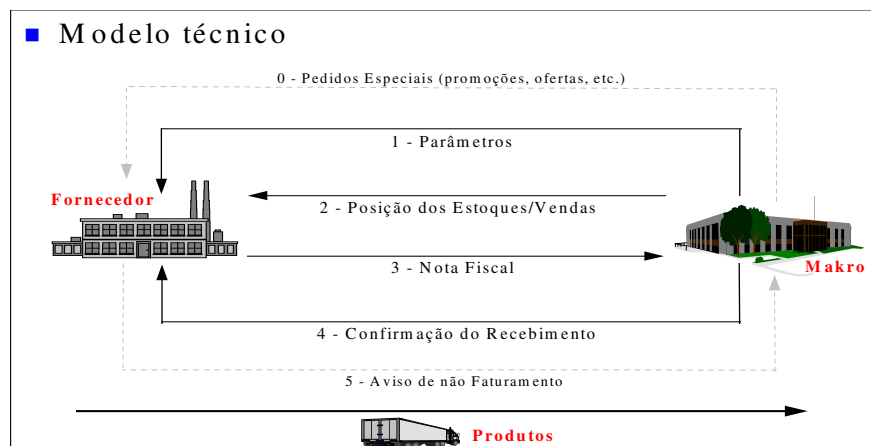 Modelo técnico
0 - Pedidos Especiais (promoções, ofertas, etc.)
1 - Parâmetros
Fornecedor
2 - Posição dos Estoques/Vendas
3 - Nota Fiscal
Makro
4 - Confirmação do Recebimento
5 - Aviso de não Faturamento
Produtos